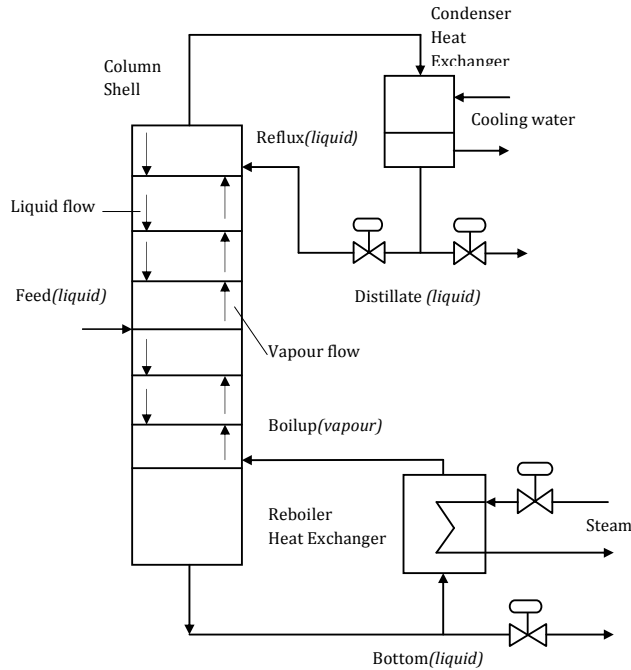 Condenser
Heat
Exchanger
Column
Shell
Cooling water
Reflux(liquid)
Liquid flow
Feed(liquid)
Distillate (liquid)
Vapour flow
Boilup(vapour)
Reboiler
Heat Exchanger
Steam
Bottom(liquid)